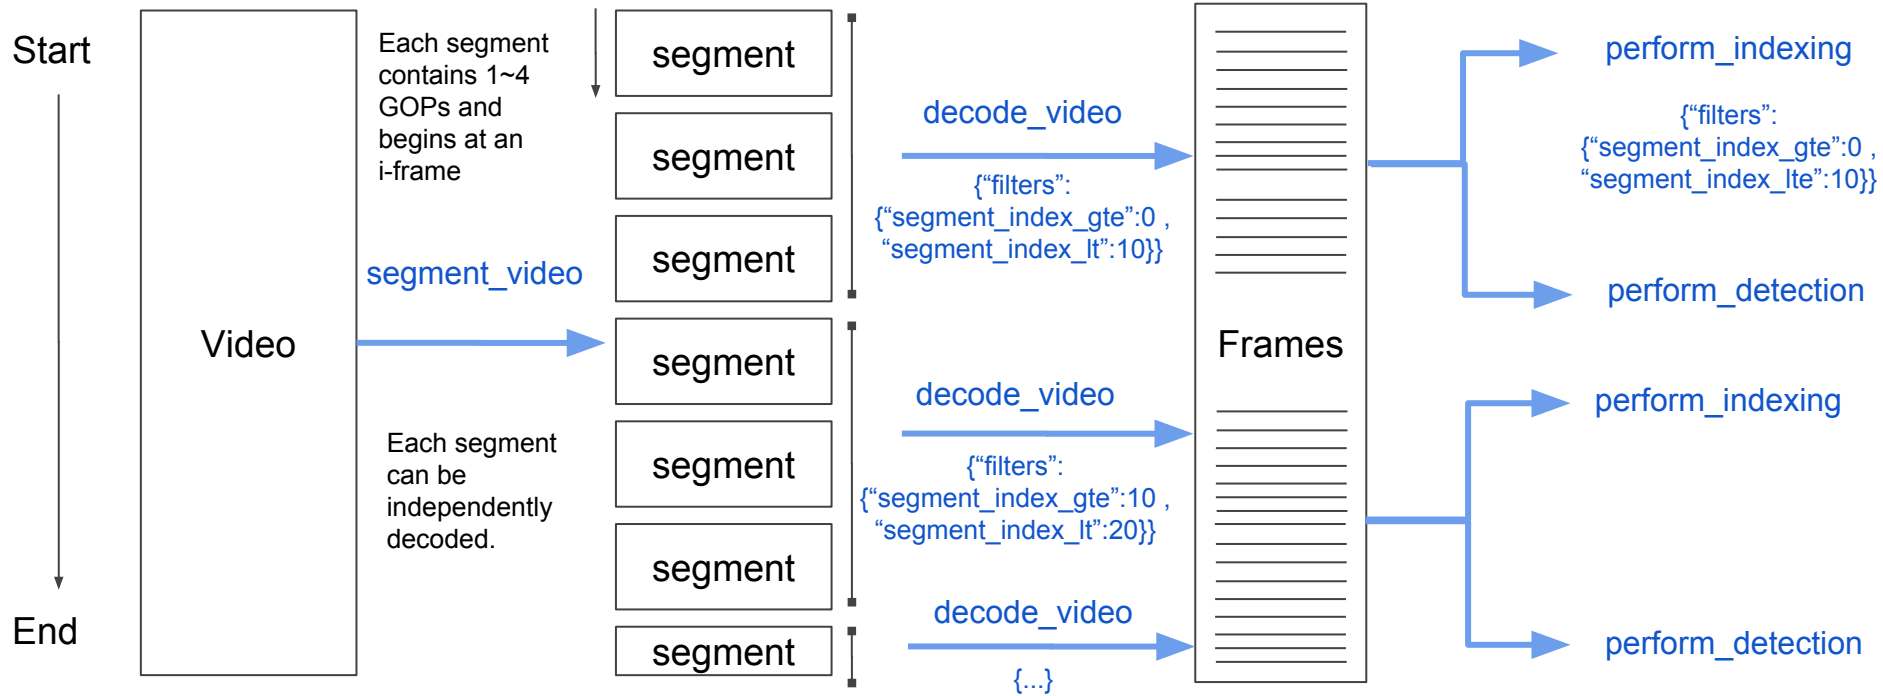 Start
End
Video
Each segment
contains 1~4
GOPs and
begins at an
i-frame
segment_video
Each segment
can be
independently
decoded.
segment
segment
segment
segment
segment
segment
segment
decode_video
{“filters”:
{“segment_index_gte”:0 ,
“segment_index_lt”:10}}
decode_video
{“filters”:
{“segment_index_gte”:10 ,
“segment_index_lt”:20}}
decode_video
{...}
Frames
perform_indexing
{“filters”:
{“segment_index_gte”:0 ,
“segment_index_lte”:10}}
perform_detection
perform_indexing
perform_detection